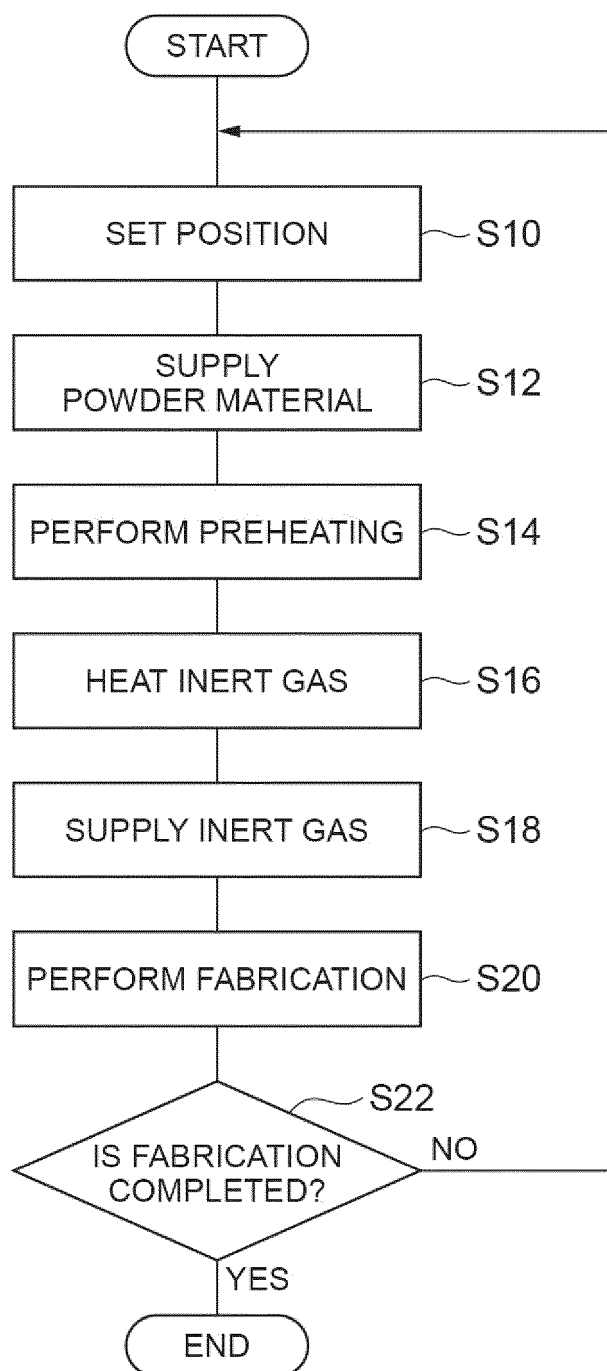 START
SET POSITION
S10
SUPPLY
POWDER MATERIAL
S12
PERFORM PREHEATING
S14
HEAT INERT GAS
S16
SUPPLY INERT GAS
S18
PERFORM FABRICATION
S20
S22
IS FABRICATION
COMPLETED?
NO
YES
END